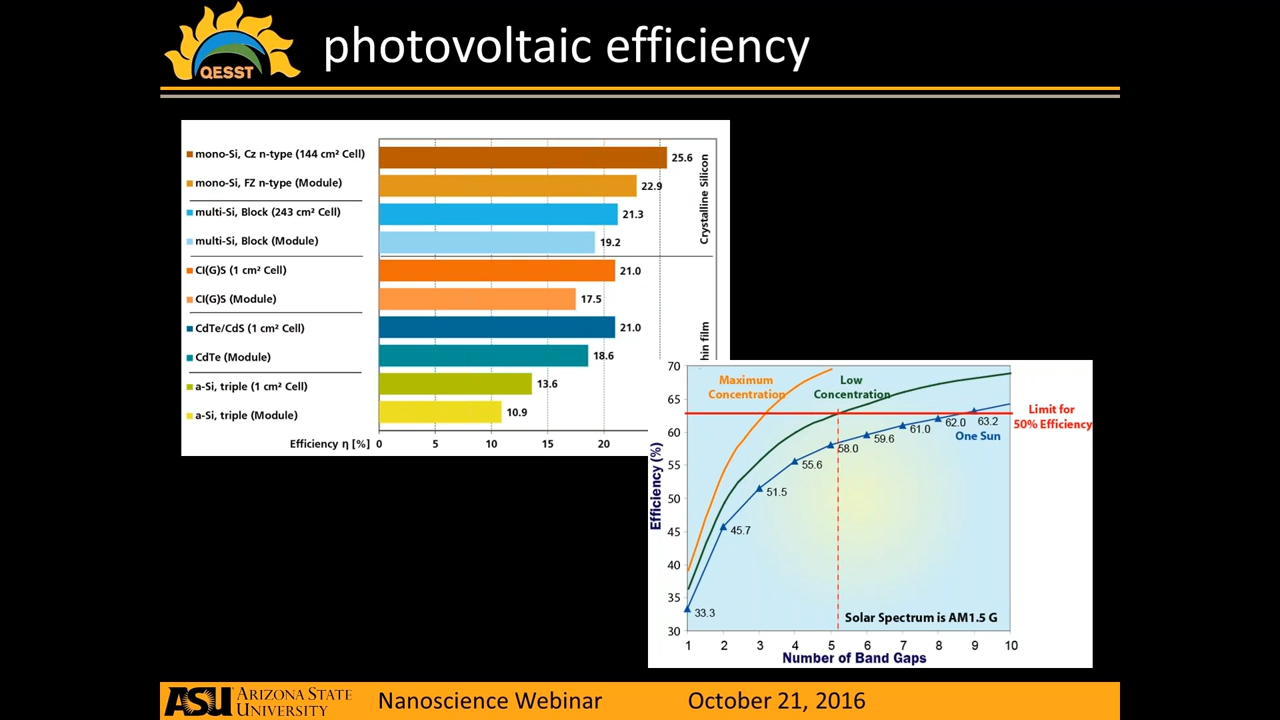 QESST
photovoltaic efficiency
mono-Si, Cz n-type (144 cm² Cell)
25.6
mono-Si, FZ n-type (Module)
22.9
multi-Si, Block (243 cm² Cell)
21.3
multi-Si, Block (Module)
19.2
Crystalline Silicon
CI(G)S (1 cm² Cell)
21.0
CI(G)S (Module)
17.5
CdTe/CdS (1 cm² Cell)
21.0
CdTe (Module)
18.6
a-Si, triple (1 cm² Cell)
13.6
a-Si, triple (Module)
10.9
hin film
Efficiency η [%] 0 5 10 15 20
Efficiency (%)
70
65
60
55
50
45
40
35
30
Maximum
Concentration
Low
Concentration
Limit for
50% Efficiency
One Sun
33.3
45.7
51.5
55.6
58.0
59.6
61.0
62.0
63.2
Solar Spectrum is AM1.5 G
1 2 3 4 5 6 7 8 9 10
Number of Band Gaps
ASU ARIZONA STATE
UNIVERSITY
Nanoscience Webinar October 21, 2016